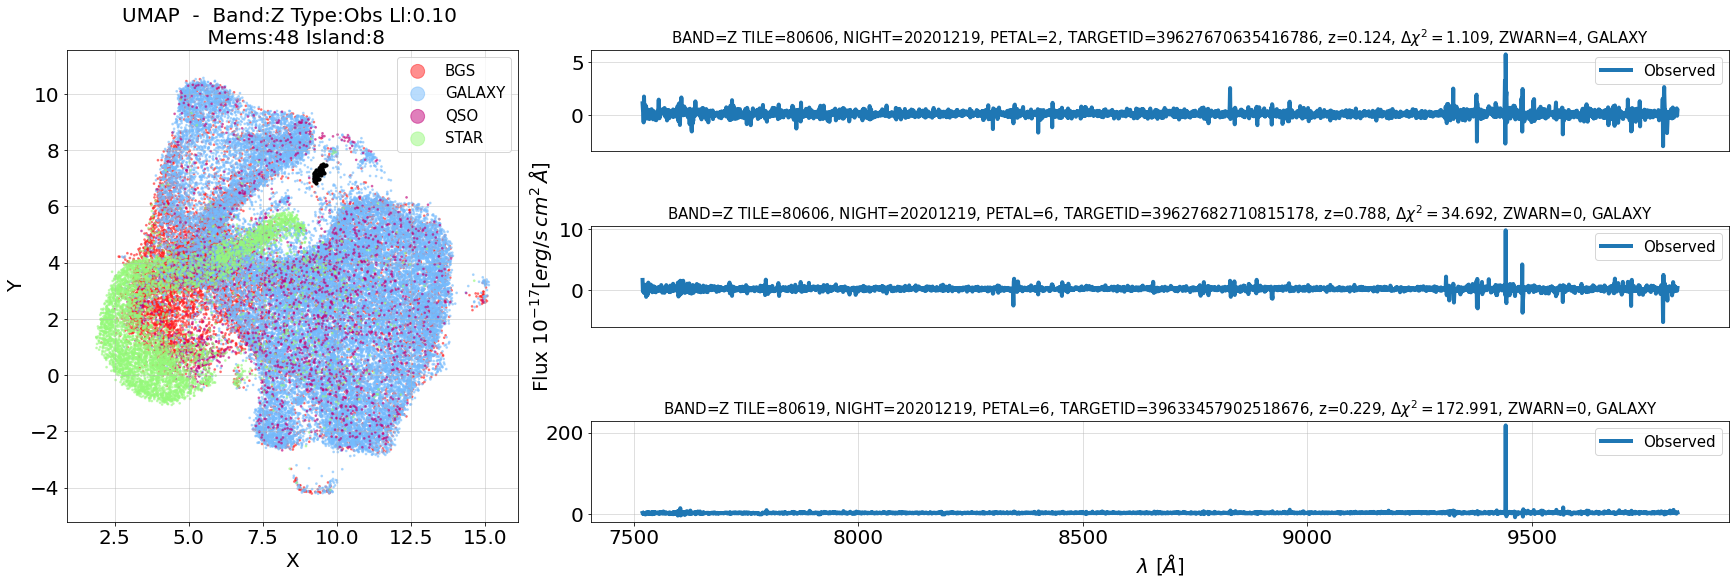 UMAP - Band:Z Type:Obs Ll:0.10
Mems:48 Island:8
BGS
GALAXY
QSO
STAR
10
8
6
4
2
0
−2
−4
Y
2.5 5.0 7.5 10.0 12.5 15.0
X
Flux 10⁻¹⁷[erg/s cm² Å]
BAND=Z TILE=80606, NIGHT=20201219, PETAL=2, TARGETID=39627670635416786, z=0.124, Δχ² = 1.109, ZWARN=4, GALAXY
Observed
5
0
BAND=Z TILE=80606, NIGHT=20201219, PETAL=6, TARGETID=39627682710815178, z=0.788, Δχ² = 34.692, ZWARN=0, GALAXY
Observed
10
0
BAND=Z TILE=80619, NIGHT=20201219, PETAL=6, TARGETID=39633457902518676, z=0.229, Δχ² = 172.991, ZWARN=0, GALAXY
Observed
200
0
7500 8000 8500 9000 9500
λ [Å]